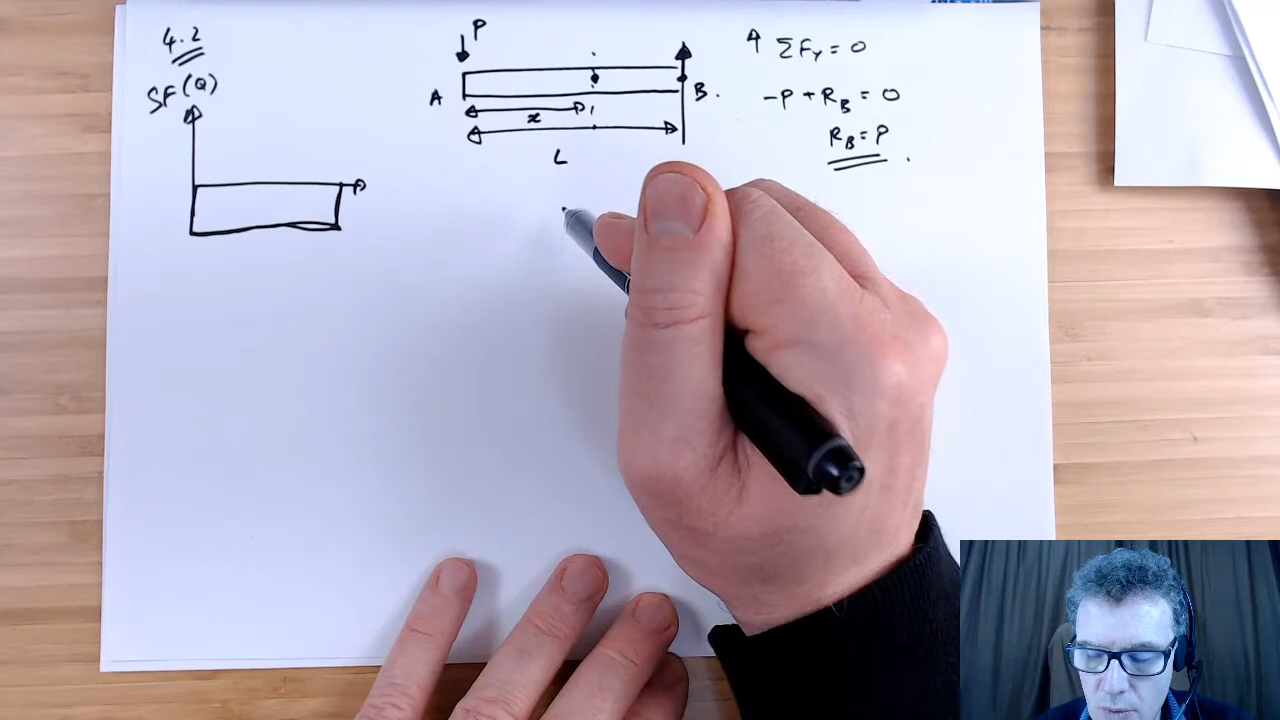 4.2
SF(Q)
P
A
B.
x
L
↑ ΣFy = 0
-P + RB = 0
RB = P